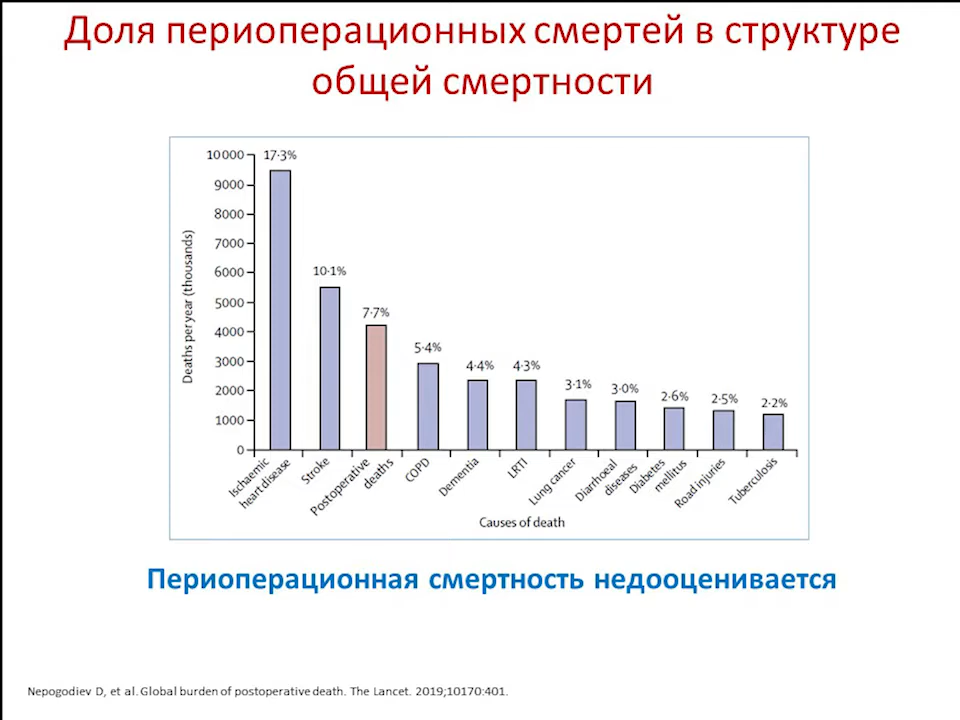 Доля периоперационных смертей в структуре
общей смертности
Deaths per year (thousands)
10 000
9000
8000
7000
6000
5000
4000
3000
2000
1000
0
17·3%
10·1%
7·7%
5·4%
4·4%
4·3%
3·1%
3·0%
2·6%
2·5%
2·2%
Ischaemic
heart disease
Stroke
Postoperative
deaths
COPD
Dementia
LRTI
Lung cancer
Diarrhoeal
diseases
Diabetes
mellitus
Road injuries
Tuberculosis
Causes of death
Периоперационная смертность недооценивается
Nepogodiev D, et al. Global burden of postoperative death. The Lancet. 2019;10170:401.